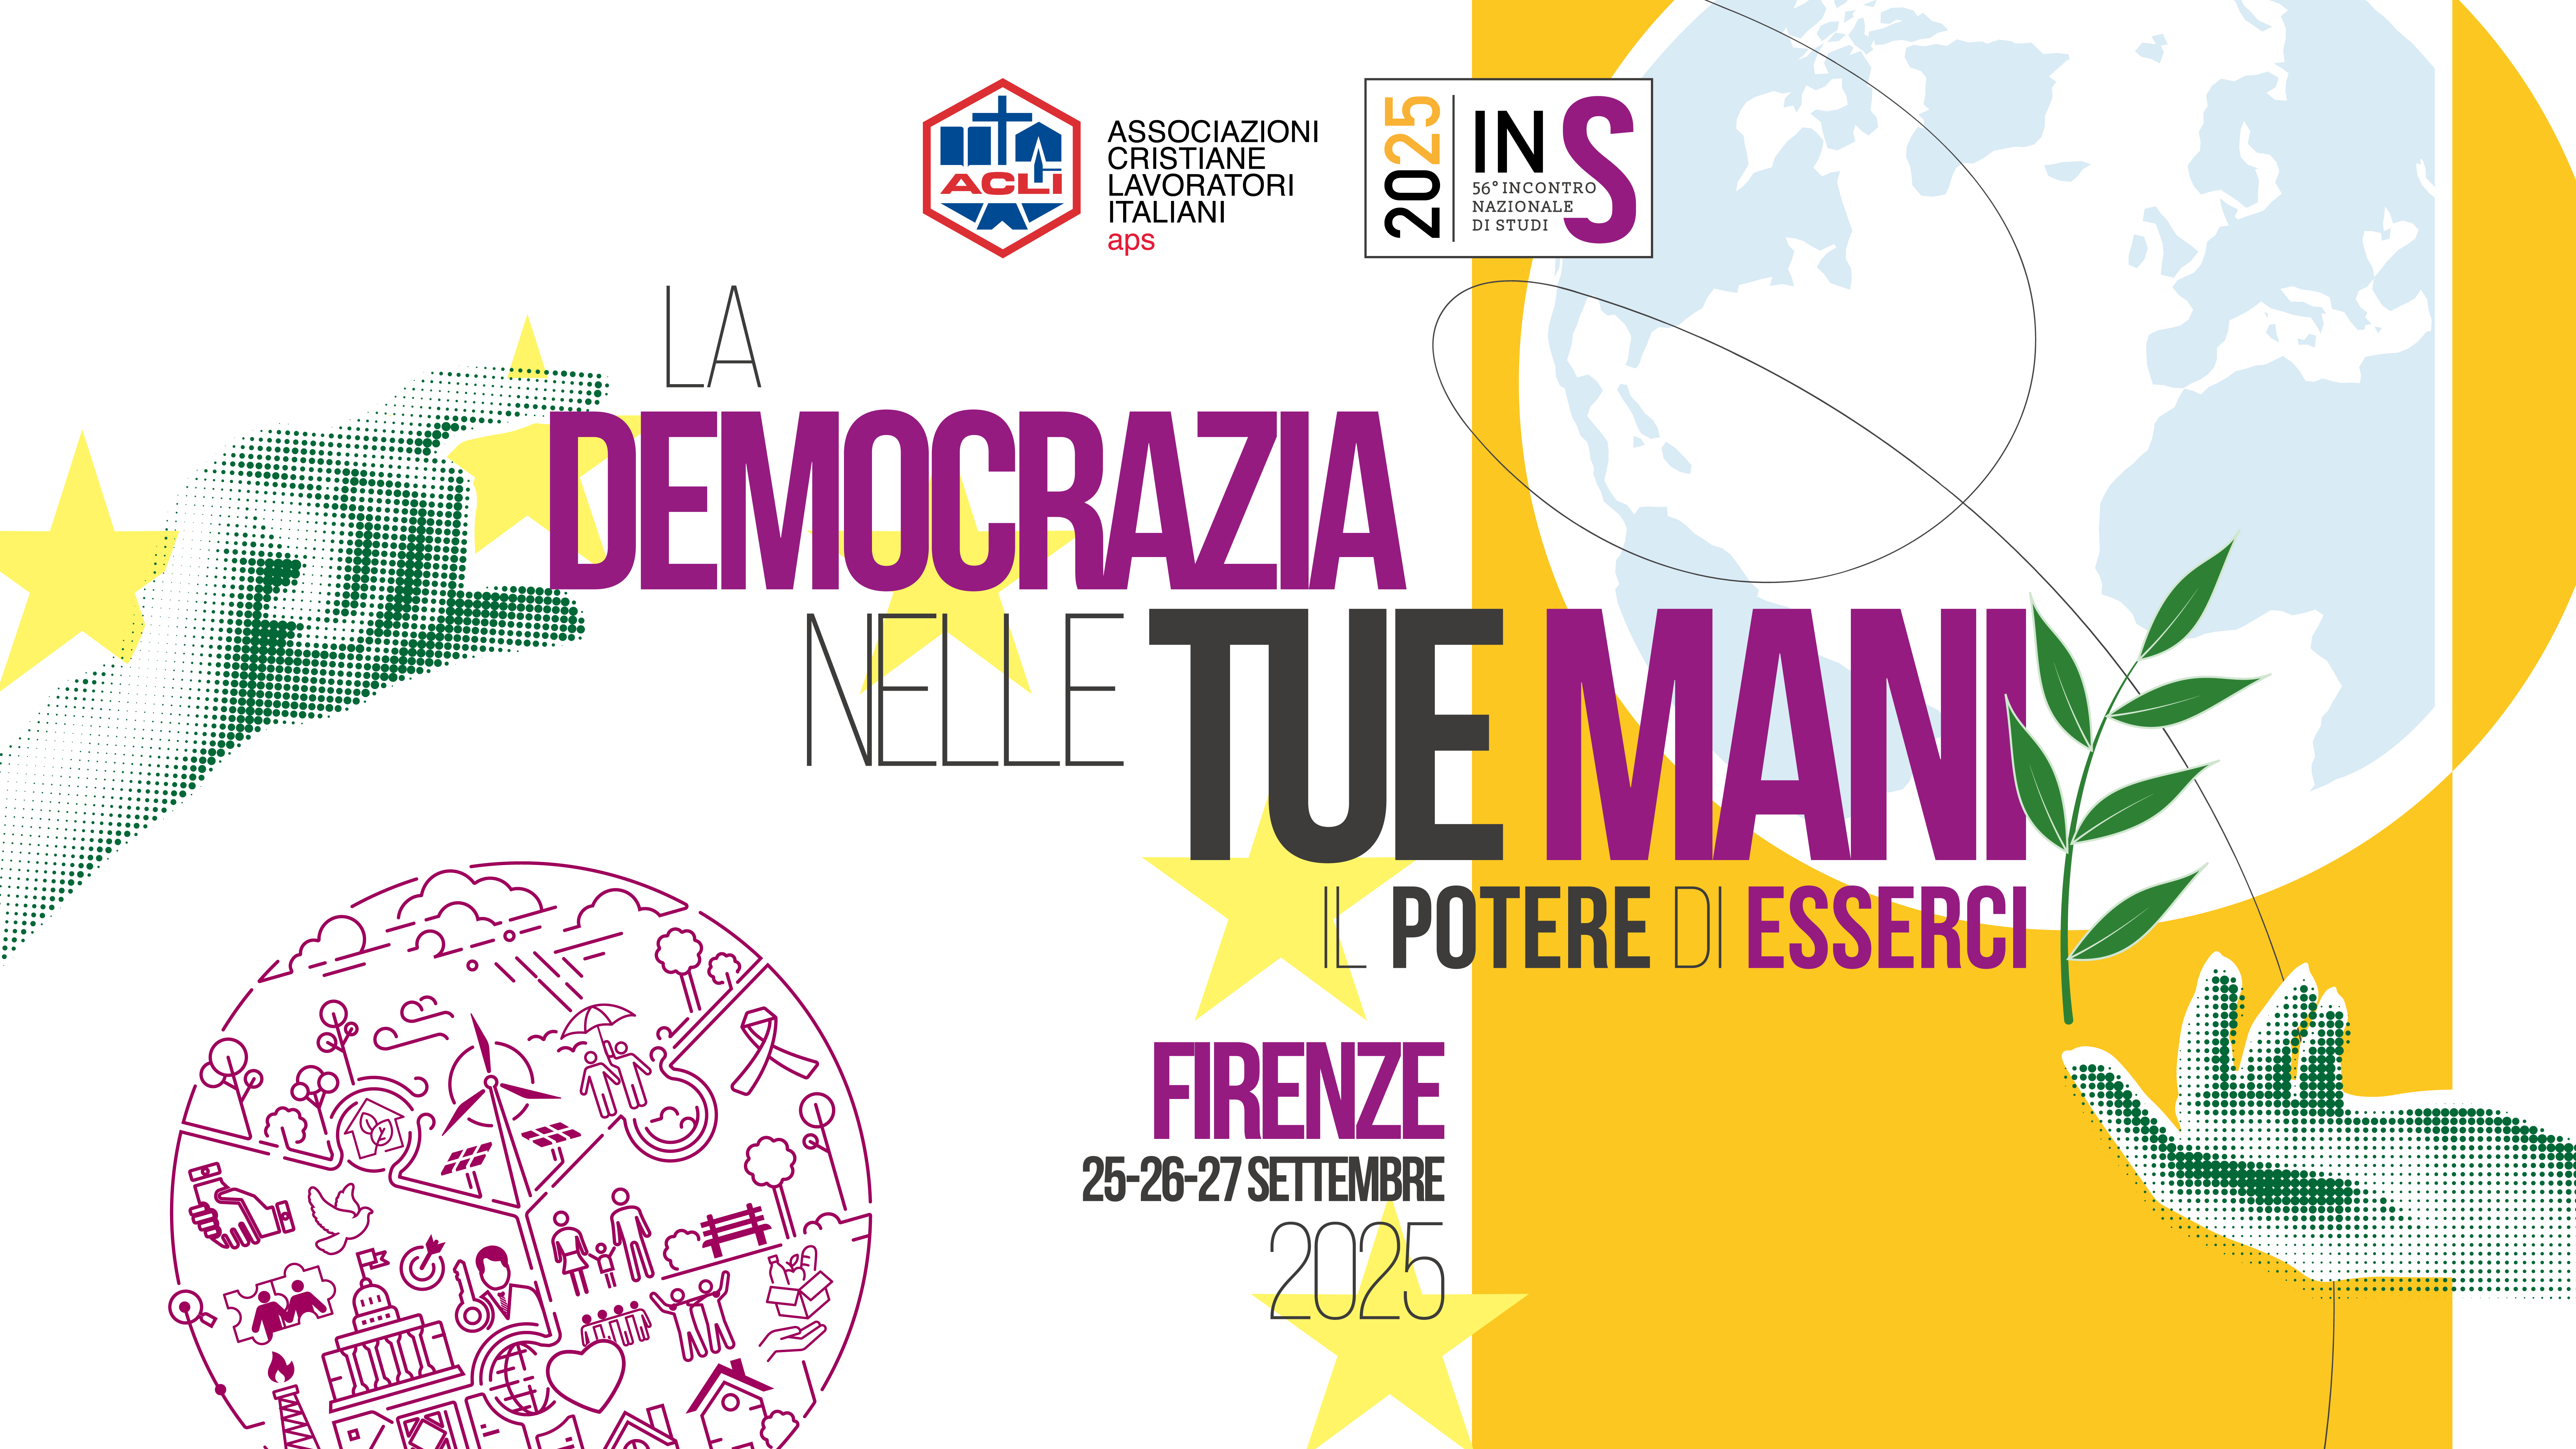 ACLI
ASSOCIAZIONI
CRISTIANE
LAVORATORI
ITALIANI
aps
2025
INS
56° INCONTRO
NAZIONALE
DI STUDI
LA
DEMOCRAZIA
NELLE TUE MANI
IL POTERE DI ESSERCI
FIRENZE
25-26-27 SETTEMBRE
2025